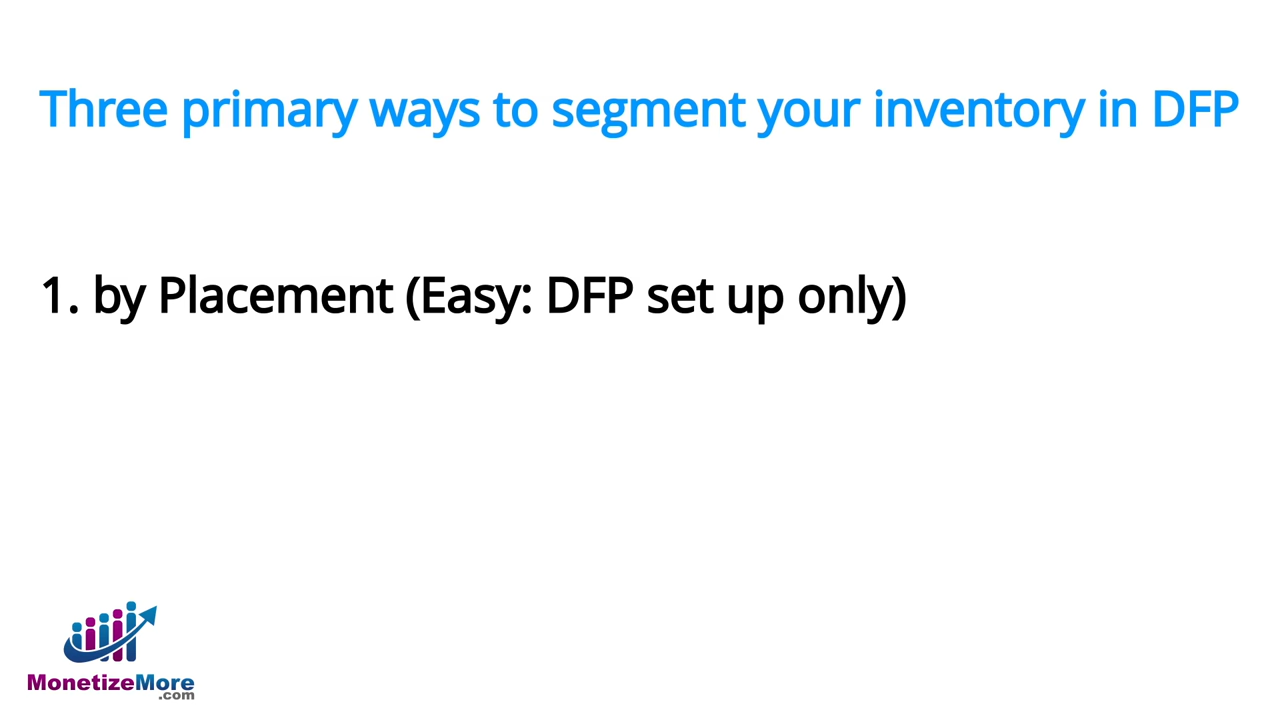 Three primary ways to segment your inventory in DFP
1. by Placement (Easy: DFP set up only)
MonetizeMore
.com